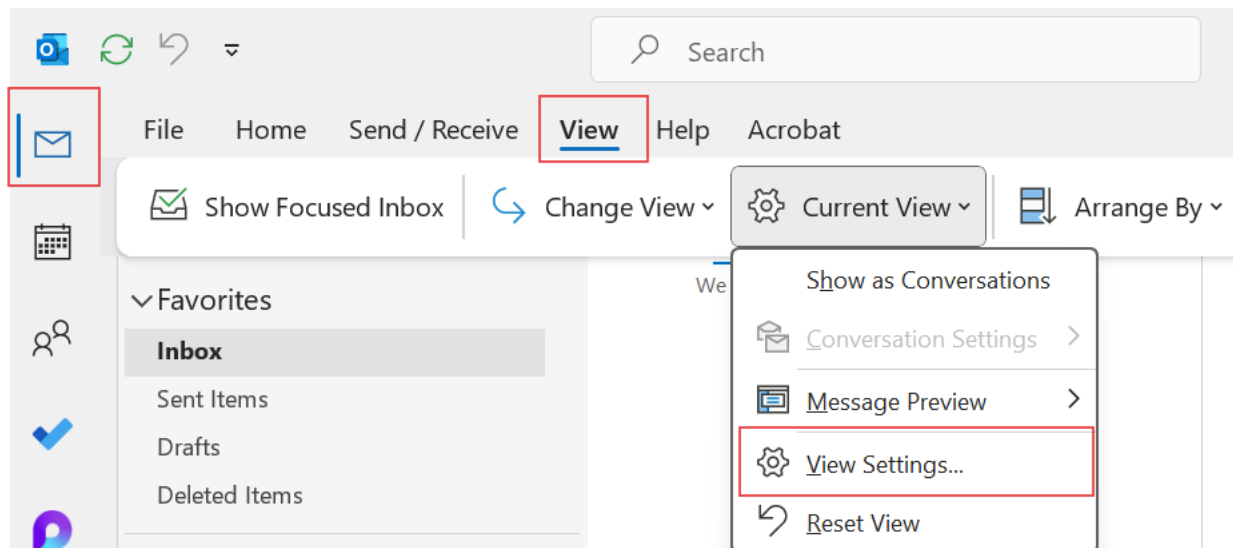 Search
File Home Send / Receive View Help Acrobat
Show Focused Inbox Change View Current View Arrange By
Show as Conversations
We
Favorites
Conversation Settings
Inbox
Sent Items
Message Preview
Drafts
View Settings...
Deleted Items
Reset View